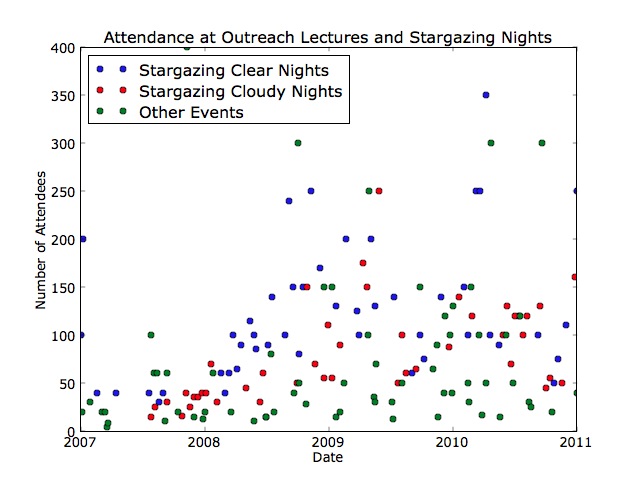 Attendance at Outreach Lectures and Stargazing Nights
400
350
300
250
200
150
100
50
0
Number of Attendees
Stargazing Clear Nights
Stargazing Cloudy Nights
Other Events
2007 2008 2009 2010 2011
Date